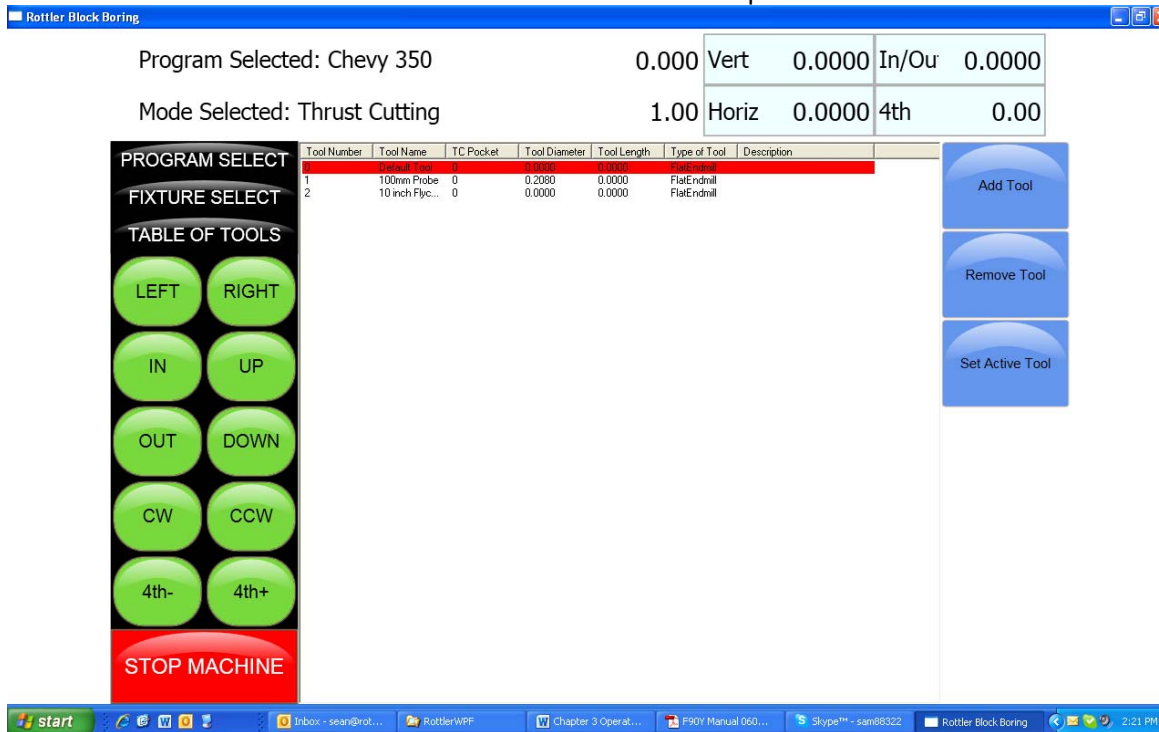 Rottler Block Boring
Program Selected: Chevy 350
0.000 Vert 0.0000 In/Ou 0.0000
Mode Selected: Thrust Cutting
1.00 Horiz 0.0000 4th 0.00
PROGRAM SELECT
FIXTURE SELECT
TABLE OF TOOLS
LEFT RIGHT
IN UP
OUT DOWN
CW CCW
4th- 4th+
STOP MACHINE
Tool Number Tool Name TC Pocket Tool Diameter Tool Length Type of Tool Description
0 Default Tool 0 0.0000 0.0000 FlatEndmill
1 100mm Probe 0 0.2080 0.0000 FlatEndmill
2 10 inch Flyc... 0 0.0000 0.0000 FlatEndmill
Add Tool
Remove Tool
Set Active Tool
start Inbox - sean@rot... RottlerWPF Chapter 3 Operat... F90Y Manual 060... Skype™ - sam88322 Rottler Block Boring 2:21 PM